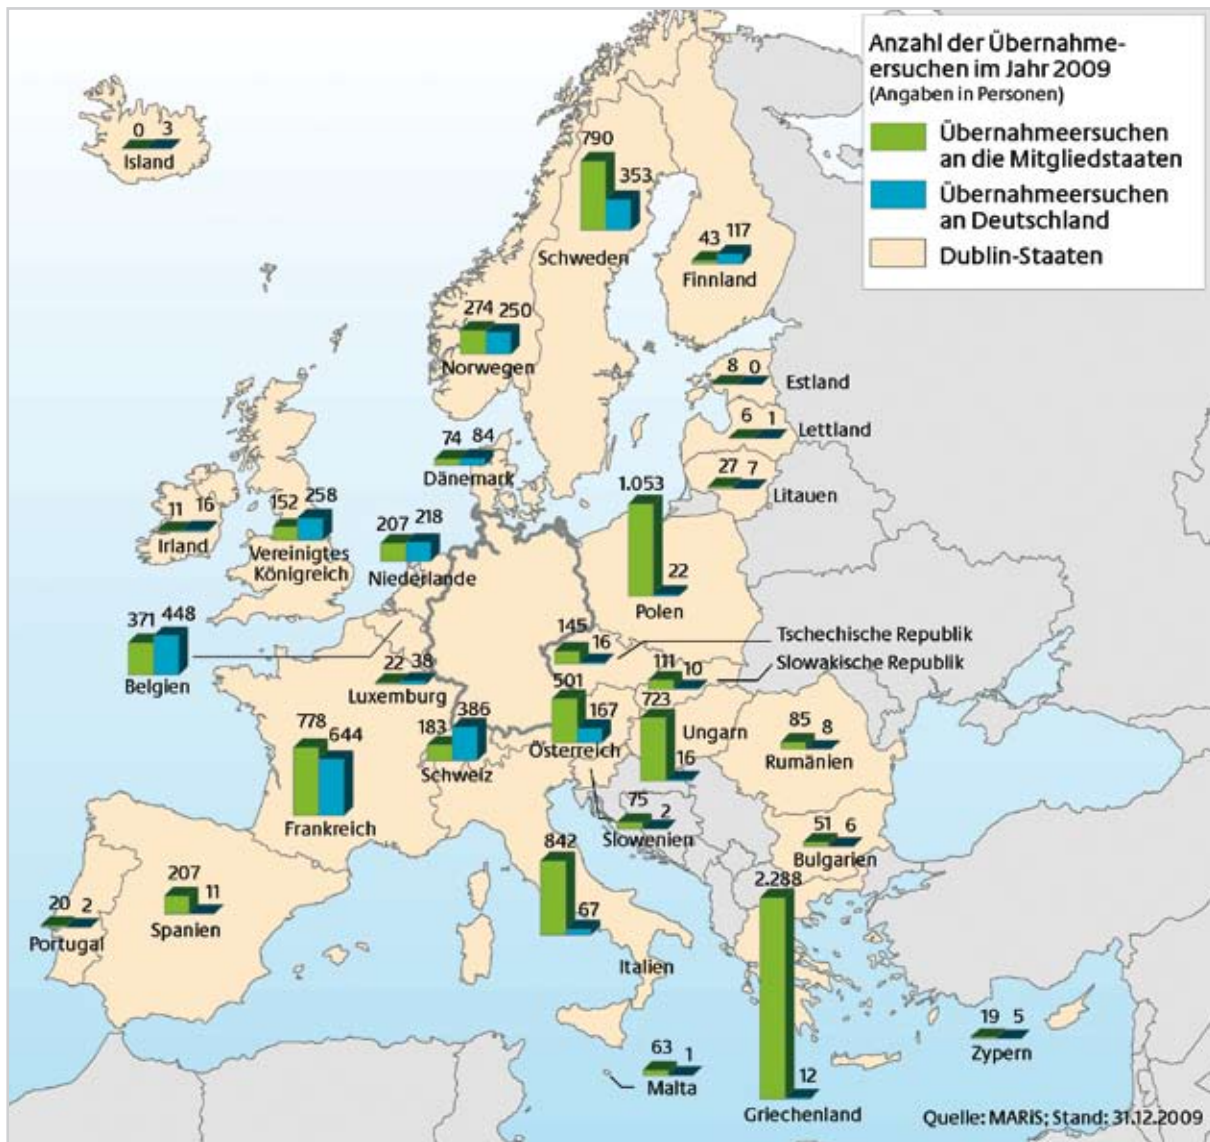 Anzahl der Übernahme-
ersuchen im Jahr 2009
(Angaben in Personen)
Übernahmeersuchen
an die Mitgliedstaaten
Übernahmeersuchen
an Deutschland
Dublin-Staaten
0 3
Island
790
353
Schweden
43 117
Finnland
274 250
Norwegen
8 0
Estland
6 1
Lettland
27 7
Litauen
74 84
Dänemark
11 16
Irland
152 258
Vereinigtes
Königreich
207 218
Niederlande
1.053
22
Polen
371 448
Belgien
145
16
Tschechische Republik
111
10
Slowakische Republik
22 38
Luxemburg
501
167
Österreich
723
16
Ungarn
85
8
Rumänien
778
644
Frankreich
183
386
Schweiz
75
2
Slowenien
51 6
Bulgarien
842
67
Italien
207
11
Spanien
20 2
Portugal
2.288
12
Griechenland
63 1
Malta
19 5
Zypern
Quelle: MARiS; Stand: 31.12.2009